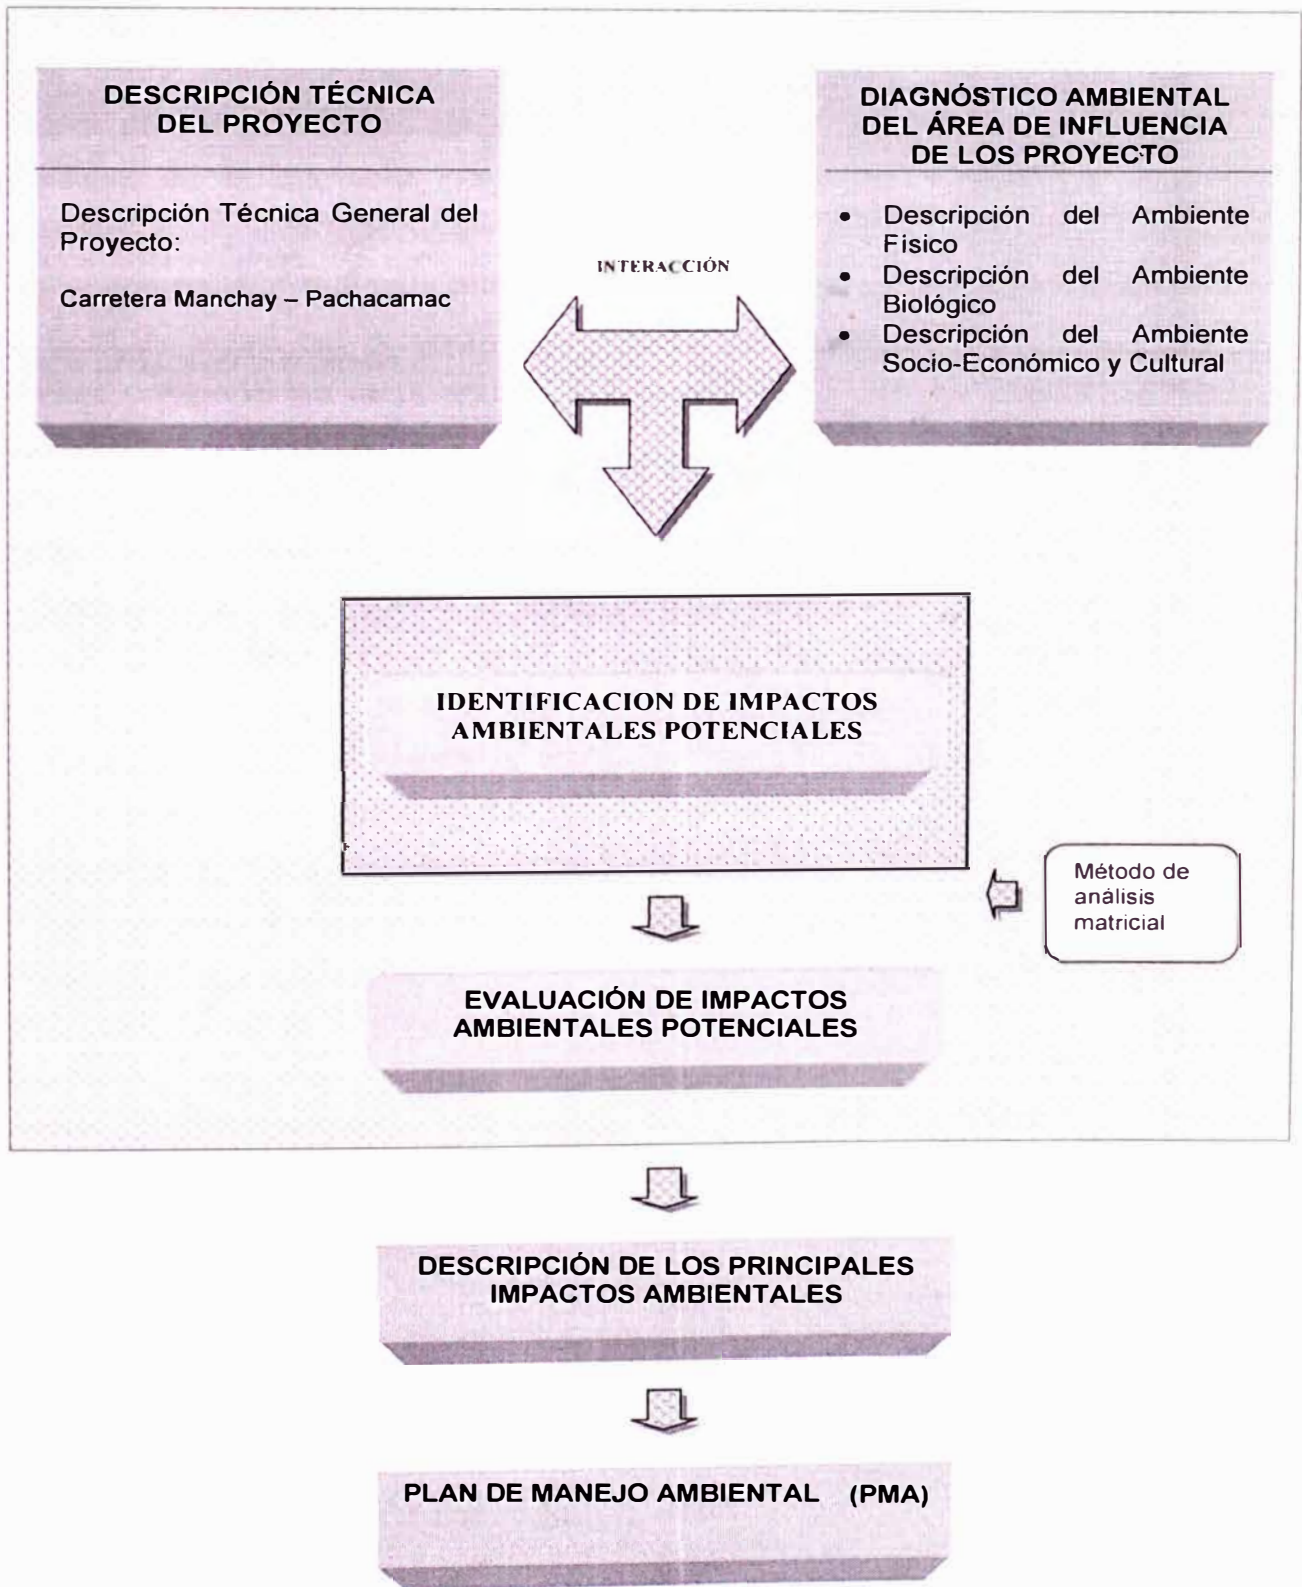 DESCRIPCIÓN TÉCNICA
DEL PROYECTO
Descripción Técnica General del
Proyecto:
Carretera Manchay – Pachacamac
INTERACCIÓN
DIAGNÓSTICO AMBIENTAL
DEL ÁREA DE INFLUENCIA
DE LOS PROYECTO
• Descripción del Ambiente
Fisico
• Descripción del Ambiente
Biológico
• Descripción del Ambiente
Socio-Económico y Cultural
IDENTIFICACION DE IMPACTOS
AMBIENTALES POTENCIALES
Método de
análisis
matricial
EVALUACIÓN DE IMPACTOS
AMBIENTALES POTENCIALES
DESCRIPCIÓN DE LOS PRINCIPALES
IMPACTOS AMBIENTALES
PLAN DE MANEJO AMBIENTAL (PMA)